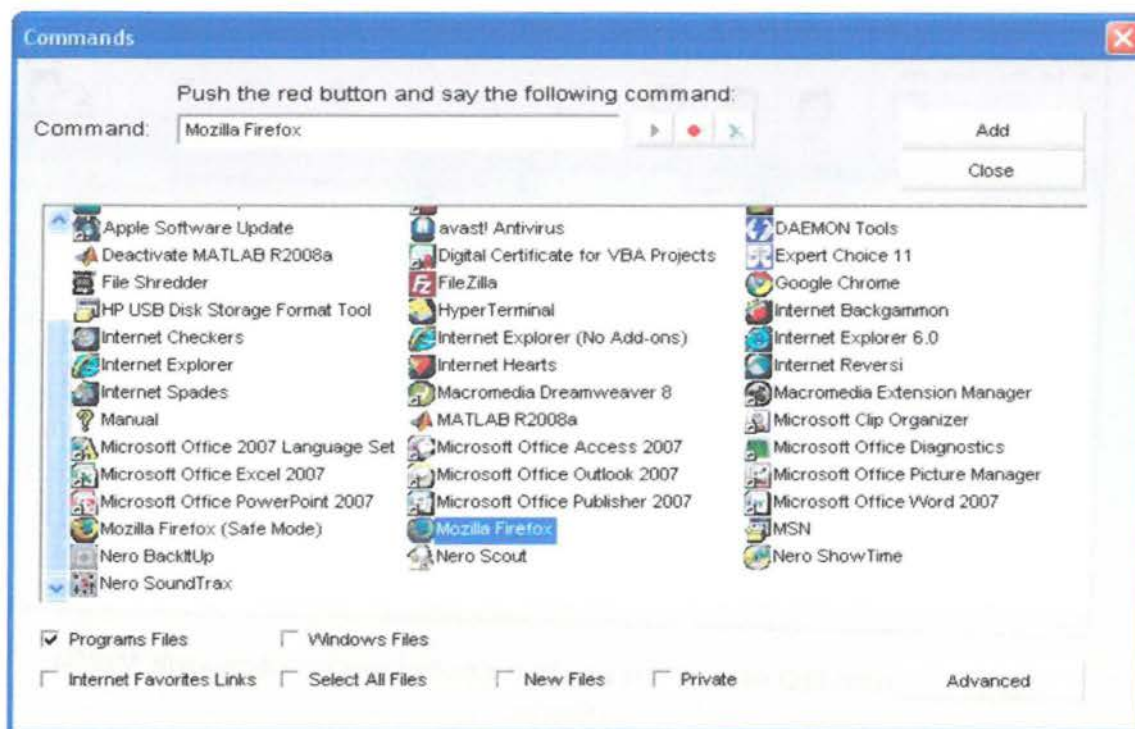 Commands
Push the red button and say the following command:
Command: Mozilla Firefox
Add
Close
Apple Software Update avast! Antivirus DAEMON Tools
Deactivate MATLAB R2008a Digital Certificate for VBA Projects Expert Choice 11
File Shredder FileZilla Google Chrome
HP USB Disk Storage Format Tool HyperTerminal Internet Backgammon
Internet Checkers Internet Explorer (No Add-ons) Internet Explorer 6.0
Internet Explorer Internet Hearts Internet Reversi
Internet Spades Macromedia Dreamweaver 8 Macromedia Extension Manager
Manual MATLAB R2008a Microsoft Clip Organizer
Microsoft Office 2007 Language Set Microsoft Office Access 2007 Microsoft Office Diagnostics
Microsoft Office Excel 2007 Microsoft Office Outlook 2007 Microsoft Office Picture Manager
Microsoft Office PowerPoint 2007 Microsoft Office Publisher 2007 Microsoft Office Word 2007
Mozilla Firefox (Safe Mode) Mozilla Firefox MSN
Nero BackItUp Nero Scout Nero ShowTime
Nero SoundTrax
Programs Files Windows Files
Internet Favorites Links Select All Files New Files Private Advanced